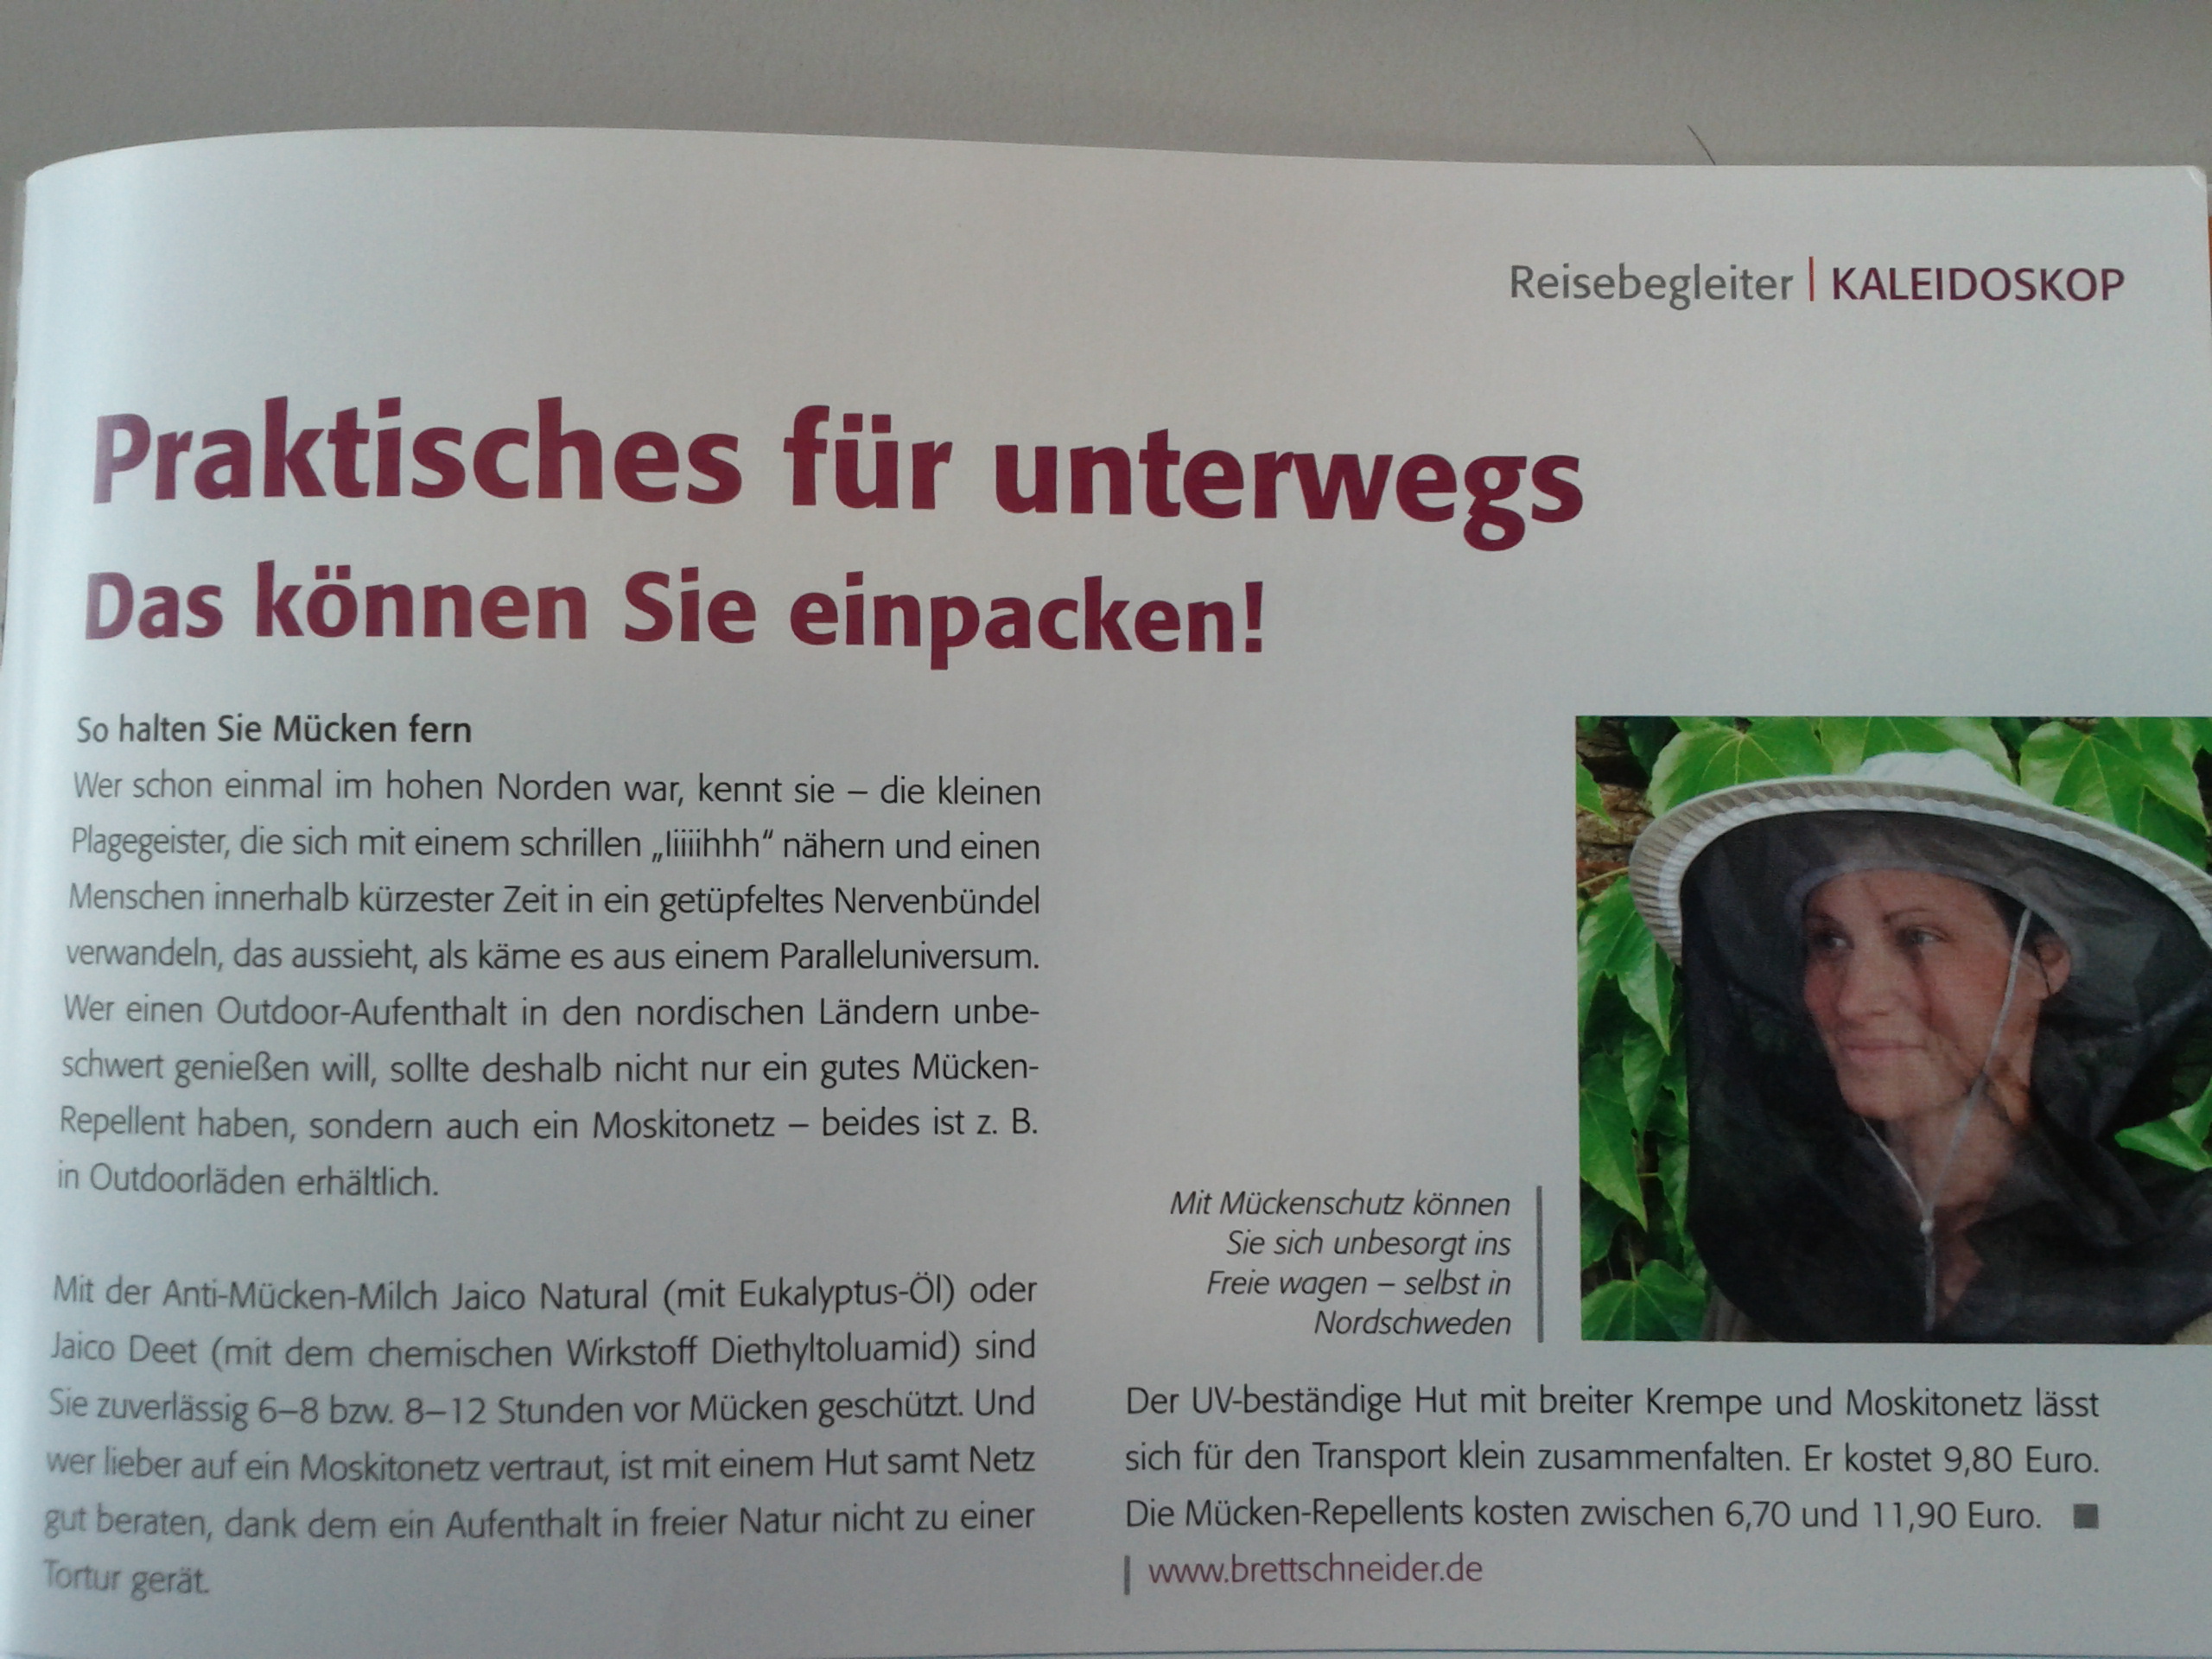 Reisebegleiter | KALEIDOSKOP
Praktisches für unterwegs
Das können Sie einpacken!
So halten Sie Mücken fern
Wer schon einmal im hohen Norden war, kennt sie – die kleinen
Plagegeister, die sich mit einem schrillen „Iiiiihhh“ nähern und einen
Menschen innerhalb kürzester Zeit in ein getüpfeltes Nervenbündel
verwandeln, das aussieht, als käme es aus einem Paralleluniversum.
Wer einen Outdoor-Aufenthalt in den nordischen Ländern unbe-
schwert genießen will, sollte deshalb nicht nur ein gutes Mücken-
Repellent haben, sondern auch ein Moskitonetz – beides ist z. B.
in Outdoorläden erhältlich.
Mit der Anti-Mücken-Milch Jaico Natural (mit Eukalyptus-Öl) oder
Jaico Deet (mit dem chemischen Wirkstoff Diethyltoluamid) sind
Sie zuverlässig 6–8 bzw. 8–12 Stunden vor Mücken geschützt. Und
wer lieber auf ein Moskitonetz vertraut, ist mit einem Hut samt Netz
gut beraten, dank dem ein Aufenthalt in freier Natur nicht zu einer
Tortur gerät.
Mit Mückenschutz können
Sie sich unbesorgt ins
Freie wagen – selbst in
Nordschweden
Der UV-beständige Hut mit breiter Krempe und Moskitonetz lässt
sich für den Transport klein zusammenfalten. Er kostet 9,80 Euro.
Die Mücken-Repellents kosten zwischen 6,70 und 11,90 Euro. ■
| www.brettschneider.de